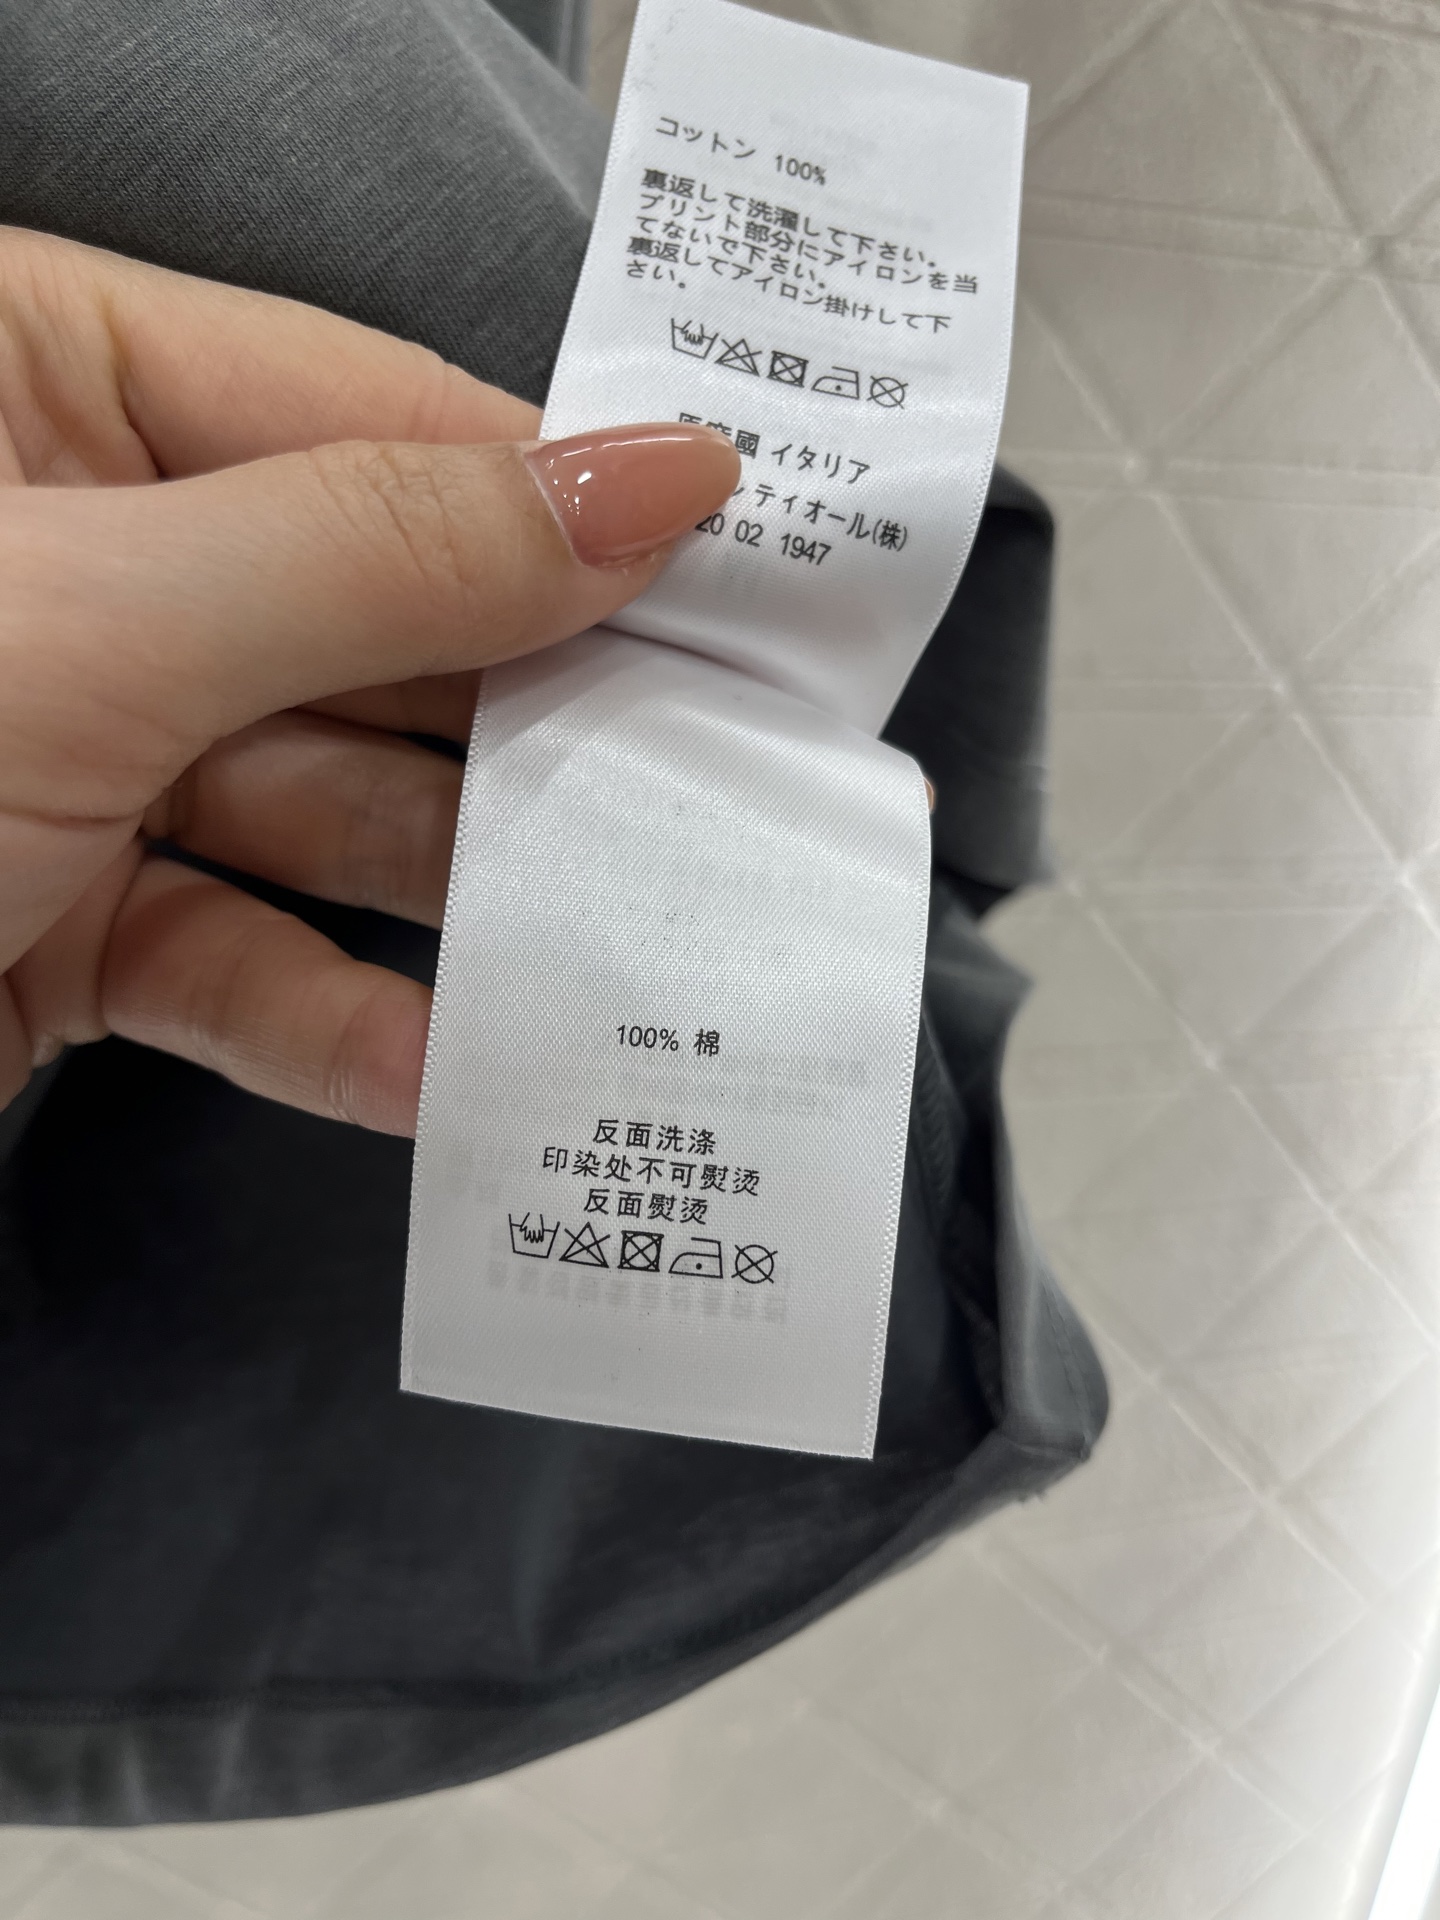 コットン 100%
裏返して洗濯して下さい。
プリント部分にアイロンを当
てないで下さい。
裏返してアイロン掛けして下
さい。
國 イタリア
ティオール(株)
20 02 1947
100% 棉
反面洗涤
印染处不可熨烫
反面熨烫